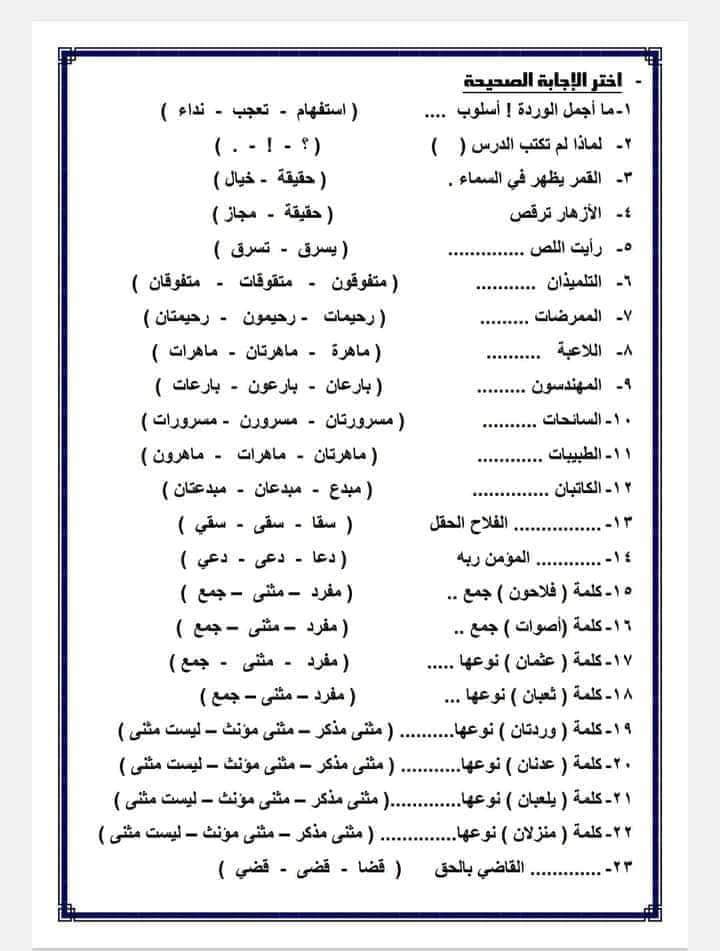 - اختر الإجابة الصحيحة
١- ما أجمل الوردة ! أسلوب .... ( استفهام - تعجب - نداء )
٢- لماذا لم تكتب الدرس ( ) ( ؟ - ! - . )
٣- القمر يظهر في السماء . ( حقيقة - خيال )
٤- الأزهار ترقص ( حقيقة - مجاز )
٥- رأيت اللص .............. ( يسرق - تسرق )
٦- التلميذان ........... ( متفوقون - متقوقات - متفوقان )
٧- الممرضات ......... ( رحيمات - رحيمون - رحيمتان )
٨- اللاعبة .......... ( ماهرة - ماهرتان - ماهرات )
٩- المهندسون ......... ( بارعان - بارعون - بارعات )
١٠- السائحات .......... ( مسرورتان - مسرورن - مسرورات )
١١- الطبيبات ............ ( ماهرتان - ماهرات - ماهرون )
١٢- الكاتبان .............. ( مبدع - مبدعان - مبدعتان )
١٣- ................ الفلاح الحقل ( سقا - سقى - سقي )
١٤- ............ المؤمن ربه ( دعا - دعى - دعي )
١٥- كلمة ( فلاحون ) جمع .. ( مفرد – مثنى – جمع )
١٦- كلمة (أصوات ) جمع .. ( مفرد – مثنى – جمع )
١٧- كلمة ( عثمان ) نوعها ..... ( مفرد - مثنى - جمع )
١٨- كلمة ( ثعبان ) نوعها ... ( مفرد – مثنى – جمع )
١٩- كلمة ( وردتان ) نوعها.......... ( مثنى مذكر – مثنى مؤنث – ليست مثنى )
٢٠- كلمة ( عدنان ) نوعها........... ( مثنى مذكر – مثنى مؤنث – ليست مثنى )
٢١- كلمة ( يلعبان ) نوعها.............( مثنى مذكر – مثنى مؤنث – ليست مثنى )
٢٢- كلمة ( منزلان ) نوعها.............. ( مثنى مذكر – مثنى مؤنث – ليست مثنى )
٢٣- ............. القاضي بالحق ( قضا - قضى - قضي )